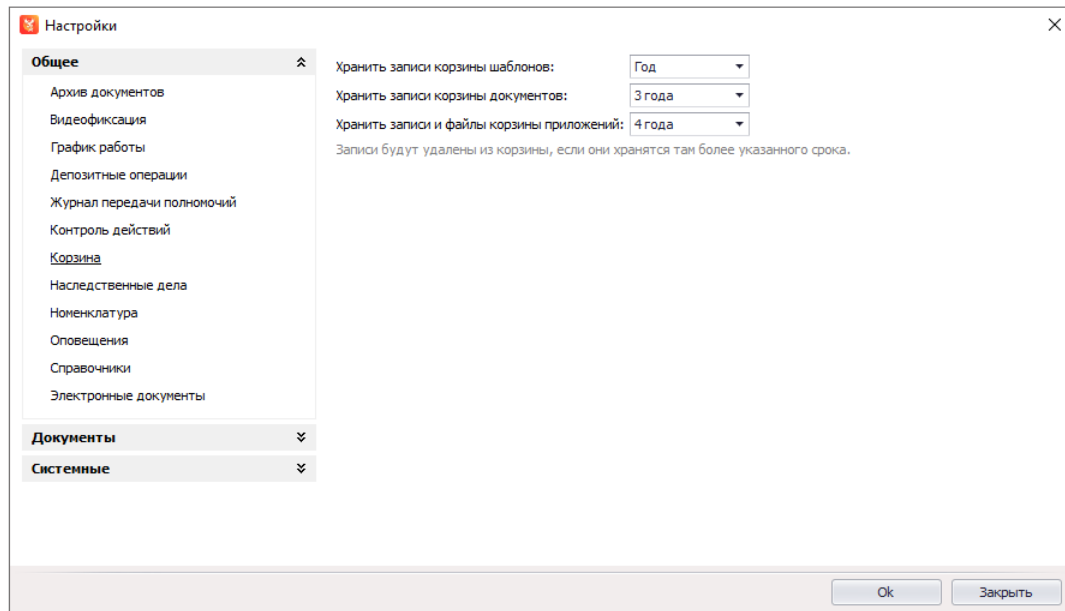 Настройки
Общее
Архив документов
Видеофиксация
График работы
Депозитные операции
Журнал передачи полномочий
Контроль действий
Корзина
Наследственные дела
Номенклатура
Оповещения
Справочники
Электронные документы
Документы
Системные
Хранить записи корзины шаблонов: Год
Хранить записи корзины документов: 3 года
Хранить записи и файлы корзины приложений: 4 года
Записи будут удалены из корзины, если они хранятся там более указанного срока.
Ok Закрыть